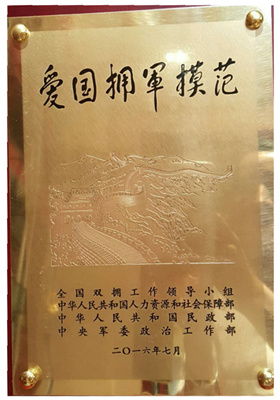 爱国拥軍模范
全国双拥工作领导小组
中华人民共和国人力资源和社会保障部
中华人民共和国民政部
中央军委政治工作部
二〇一六年七月